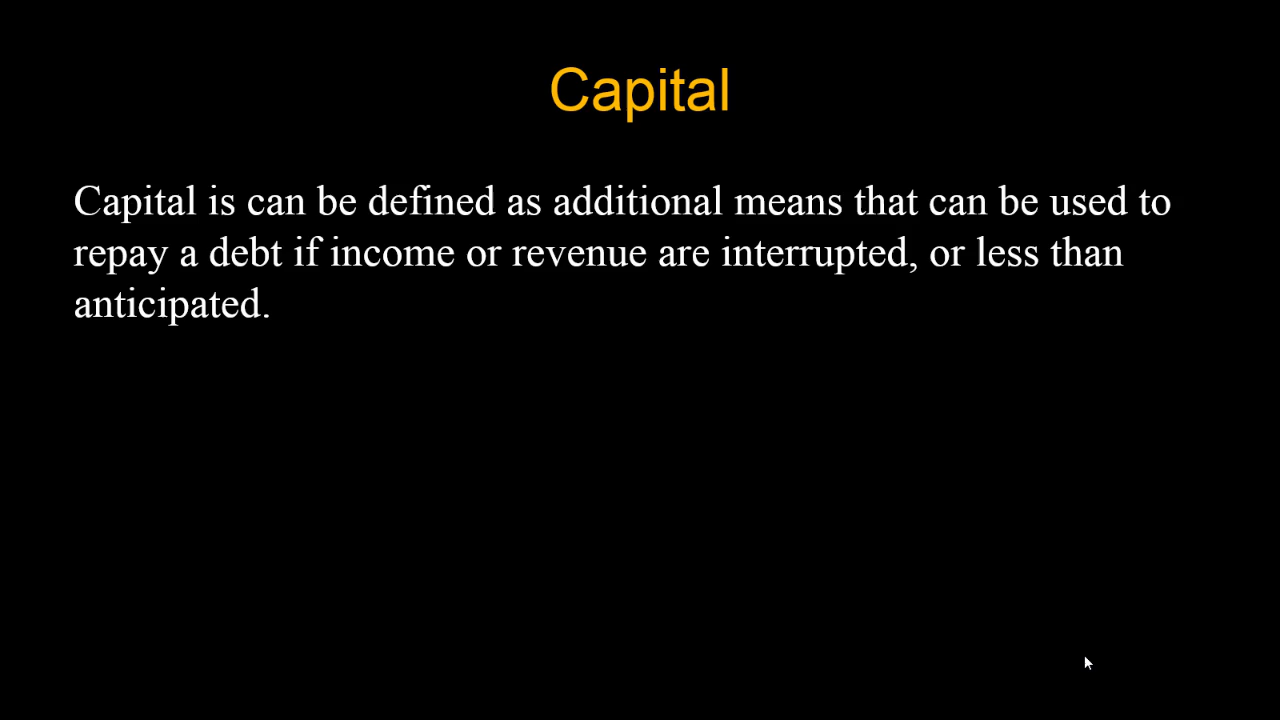 Capital
Capital is can be defined as additional means that can be used to
repay a debt if income or revenue are interrupted, or less than
anticipated.